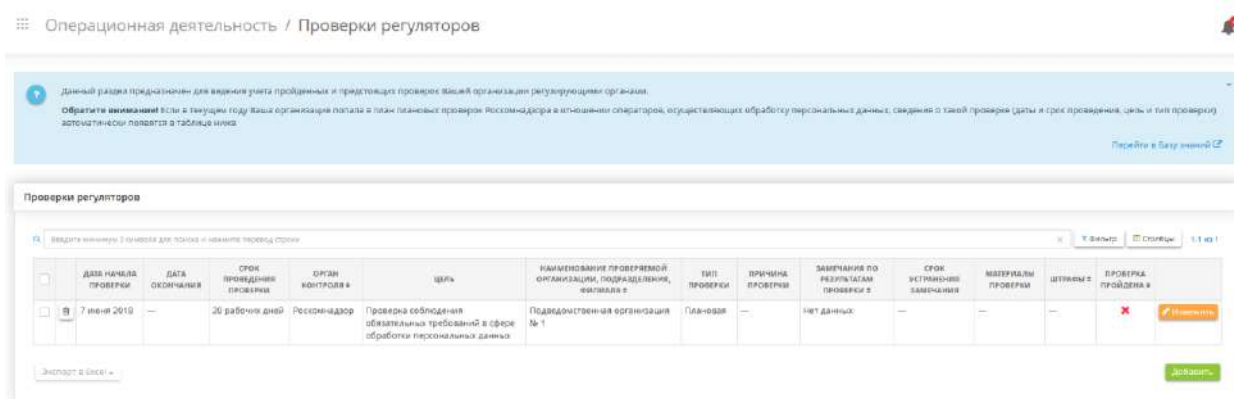 Операционная деятельность / Проверки регуляторов
Данный раздел предназначен для ведения учета пройденных и предстоящих проверок Вашей организации регулирующими органами.
Обратите внимание! Если в текущем году Ваша организация попала в план плановых проверок Роскомнадзора в отношении операторов, осуществляющих обработку персональных данных, сведения о такой проверке (даты и срок проведения, цель и тип проверки)
автоматически появятся в таблице ниже
Перейти в Базу знаний
Проверки регуляторов
Введите минимум 3 символа для поиска и нажмите перевод строки
Фильтр Столбцы 1-1 из 1
ДАТА НАЧАЛА ПРОВЕРКИ
ДАТА ОКОНЧАНИЯ
СРОК ПРОВЕДЕНИЯ ПРОВЕРКИ
ОРГАН КОНТРОЛЯ
ЦЕЛЬ
НАИМЕНОВАНИЕ ПРОВЕРЯЕМОЙ ОРГАНИЗАЦИИ, ПОДРАЗДЕЛЕНИЯ, ФИЛИАЛА
ТИП ПРОВЕРКИ
ПРИЧИНА ПРОВЕРКИ
ЗАМЕЧАНИЯ ПО РЕЗУЛЬТАТАМ ПРОВЕРКИ
СРОК УСТРАНЕНИЯ ЗАМЕЧАНИЯ
МАТЕРИАЛЫ ПРОВЕРКИ
ШТРАФЫ
ПРОВЕРКА ПРОЙДЕНА
7 июня 2018 — 20 рабочих дней Роскомнадзор Проверка соблюдения Подведомственная организация Плановая — Нет данных — — — Изменить
обязательных требований в сфере № 1
обработки персональных данных
Экспорт в Excel Добавить